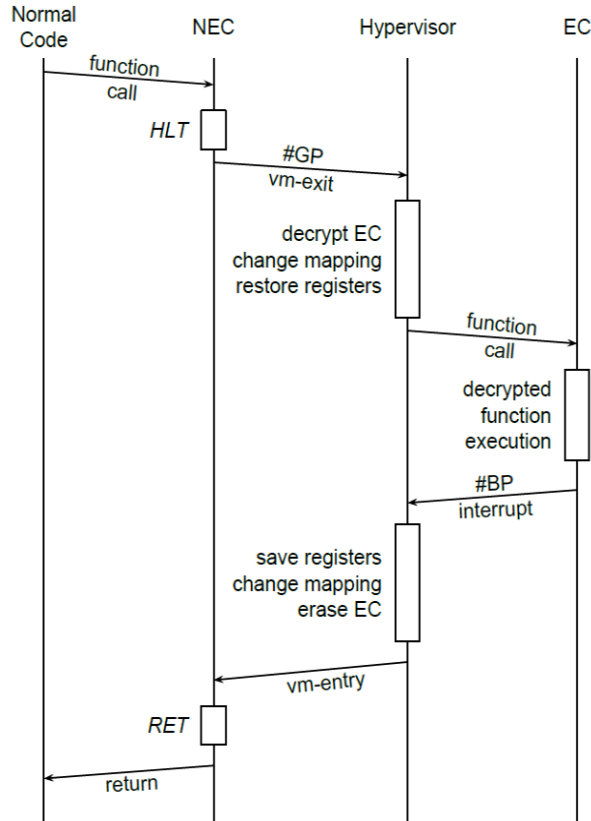 Normal
Code
NEC
Hypervisor
EC
function
call
HLT
#GP
vm-exit
decrypt EC
change mapping
restore registers
function
call
decrypted
function
execution
#BP
interrupt
save registers
change mapping
erase EC
vm-entry
RET
return